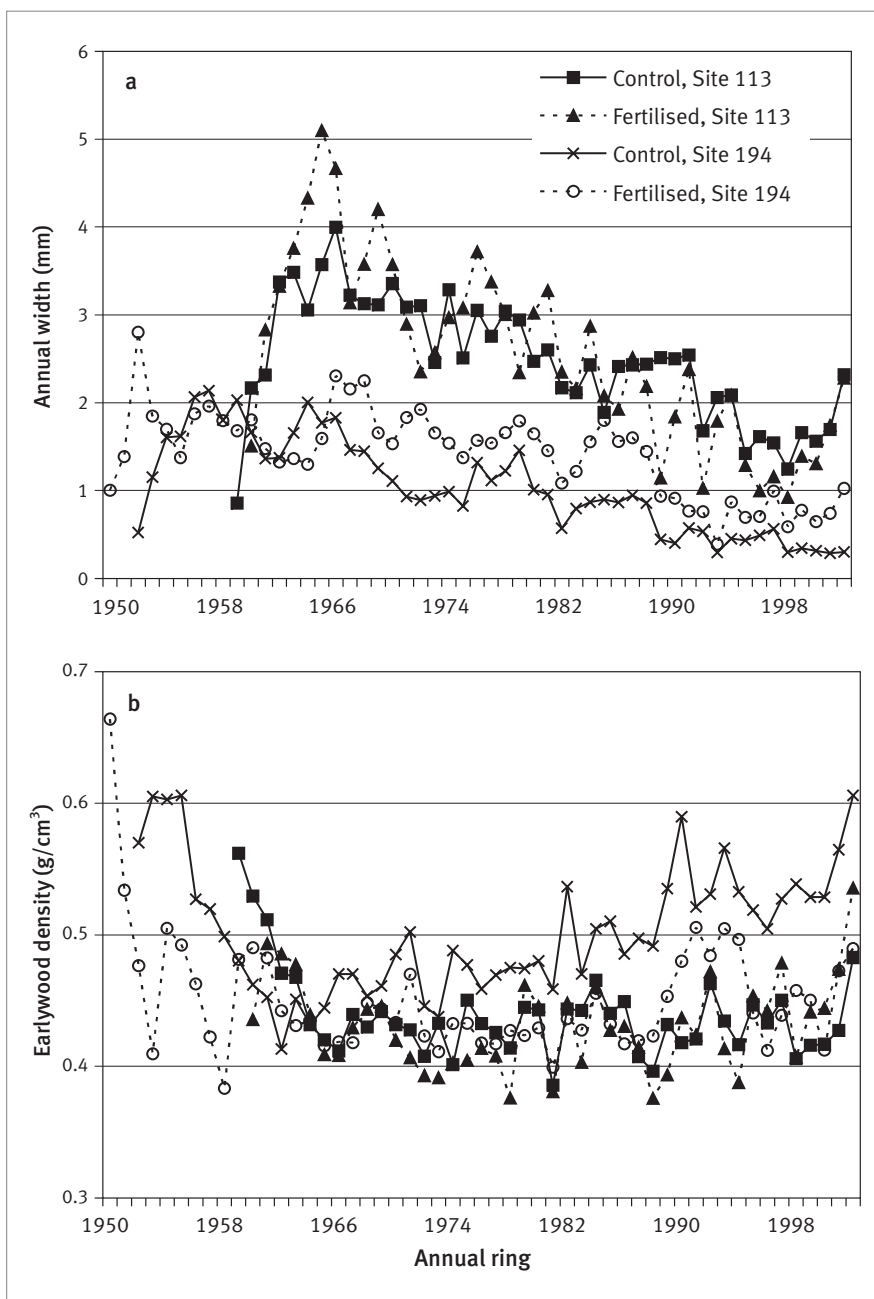 a
6
5
4
3
2
1
0
Annual width (mm)
Control, Site 113
Fertilised, Site 113
Control, Site 194
Fertilised, Site 194
1950 1958 1966 1974 1982 1990 1998
b
0.7
0.6
0.5
0.4
0.3
Earlywood density (g/cm³)
1950 1958 1966 1974 1982 1990 1998
Annual ring